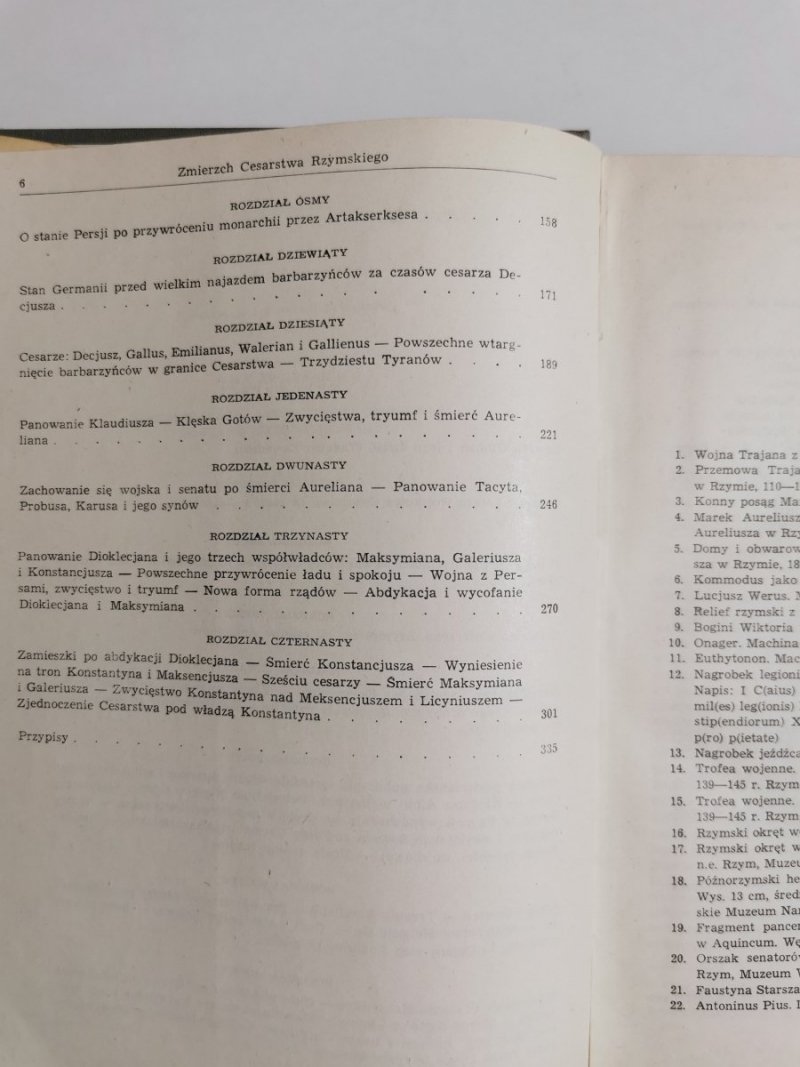 6
Zmierzch Cesarstwa Rzymskiego
ROZDZIAŁ ÓSMY
O stanie Persji po przywróceniu monarchii przez Artakserksesa . . . . . 158
ROZDZIAŁ DZIEWIĄTY
Stan Germanii przed wielkim najazdem barbarzyńców za czasów cesarza De-
cjusza . . . . . . . . . . . . . . . . . . 171
ROZDZIAŁ DZIESIĄTY
Cesarze: Decjusz, Gallus, Emilianus, Walerian i Gallienus — Powszechne wtarg-
nięcie barbarzyńców w granice Cesarstwa — Trzydziestu Tyranów . . . . 189
ROZDZIAŁ JEDENASTY
Panowanie Klaudiusza — Klęska Gotów — Zwycięstwa, tryumf i śmierć Aure-
liana . . . . . . . . . . . . . . . . . 221
ROZDZIAŁ DWUNASTY
Zachowanie się wojska i senatu po śmierci Aureliana — Panowanie Tacyta,
Probusa, Karusa i jego synów . . . . . . . . . . . 246
ROZDZIAŁ TRZYNASTY
Panowanie Dioklecjana i jego trzech współwładców: Maksymiana, Galeriusza
i Konstancjusza — Powszechne przywrócenie ładu i spokoju — Wojna z Per-
sami, zwycięstwo i tryumf — Nowa forma rządów — Abdykacja i wycofanie
Dioklecjana i Maksymiana . . . . . . . . . . . . 270
ROZDZIAŁ CZTERNASTY
Zamieszki po abdykacji Dioklecjana — Śmierć Konstancjusza — Wyniesienie
na tron Konstantyna i Maksencjusza — Sześciu cesarzy — Śmierć Maksymiana
i Galeriusza — Zwycięstwo Konstantyna nad Meksencjuszem i Licyniuszem —
Zjednoczenie Cesarstwa pod władzą Konstantyna . . . . . . . 301
Przypisy . . . . . . . . . . . . . . . . . 335
1. Wojna Trajana z
2. Przemowa Traja
w Rzymie, 110—1
3. Konny posąg Ma
4. Marek Aureliusz
Aureliusza w Rzy
5. Domy i obwarow
sza w Rzymie, 18
6. Kommodus jako
7. Lucjusz Werus. M
8. Relief rzymski z
9. Bogini Wiktoria
10. Onager. Machina
11. Euthytonon. Mac
12. Nagrobek legioni
Napis: I C(aius)
mil(es) leg(ionis)
stip(endiorum) X
p(ro) p(ietate)
13. Nagrobek jeźdźca
14. Trofea wojenne.
139—145 r. Rzym
15. Trofea wojenne.
139—145 r. Rzym
16. Rzymski okręt w
17. Rzymski okręt w
n.e. Rzym, Muzeu
18. Późnorzymski he
Wys. 13 cm, śred
skie Muzeum Nar
19. Fragment pancer
w Aquincum. Wę
20. Orszak senatorów
Rzym, Muzeum W
21. Faustyna Starsza
22. Antoninus Pius. I